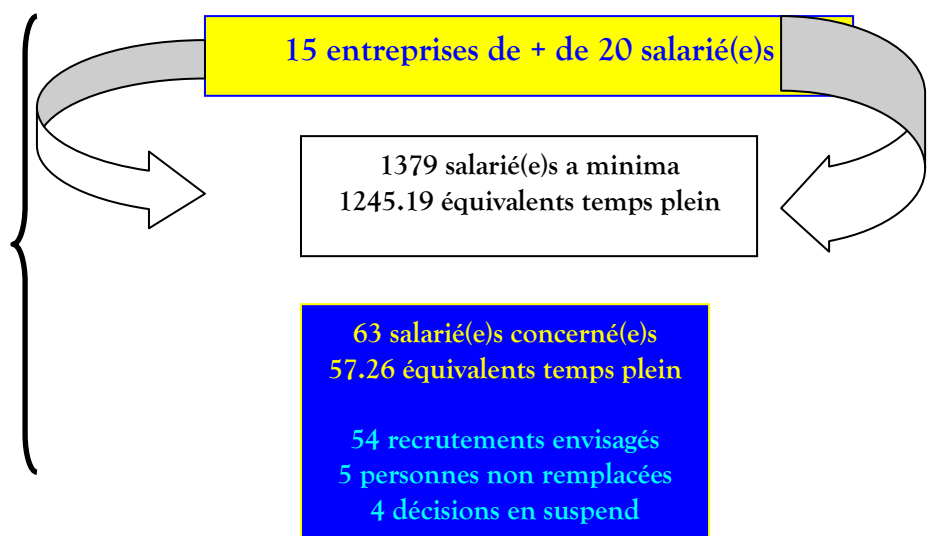 15 entreprises de + de 20 salarié(e)s
1379 salarié(e)s a minima
1245.19 équivalents temps plein
63 salarié(e)s concerné(e)s
57.26 équivalents temps plein
54 recrutements envisagés
5 personnes non remplacées
4 décisions en suspend